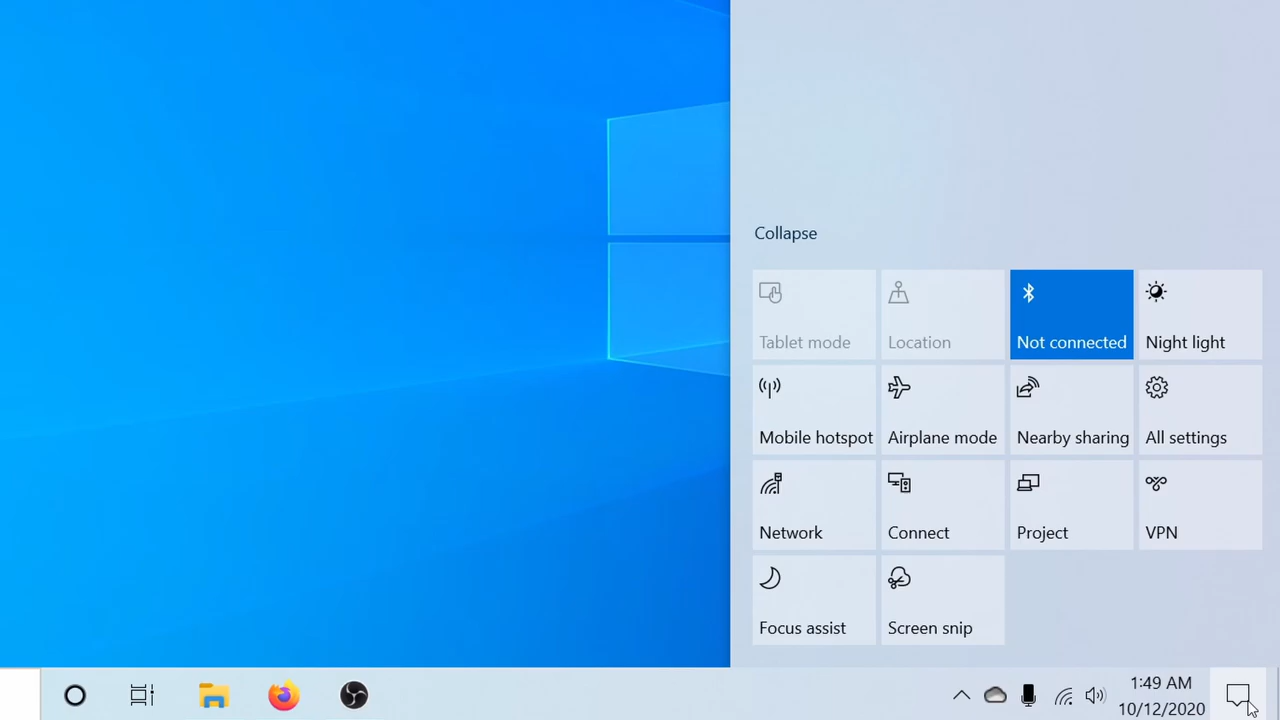 Collapse
Tablet mode
Location
Not connected
Night light
Mobile hotspot
Airplane mode
Nearby sharing
All settings
Network
Connect
Project
VPN
Focus assist
Screen snip
1:49 AM
10/12/2020